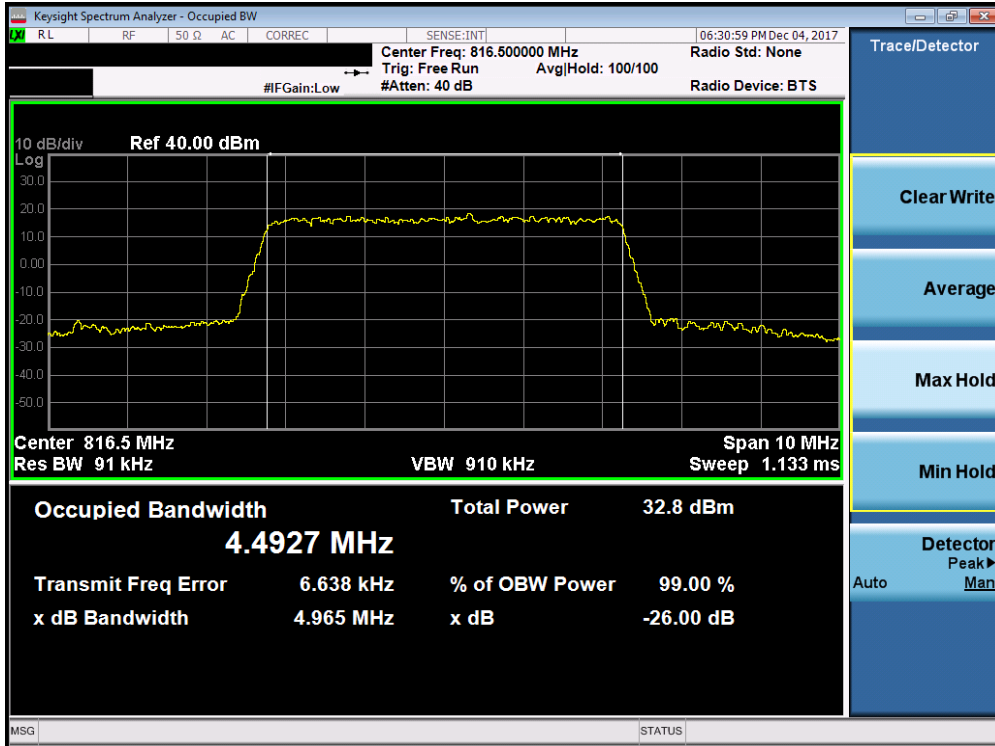 Keysight Spectrum Analyzer - Occupied BW
LXI RL RF 50 Ω AC CORREC SENSE:INT 06:30:59 PM Dec 04, 2017
Center Freq: 816.500000 MHz Radio Std: None
Trig: Free Run Avg|Hold: 100/100
#IFGain:Low #Atten: 40 dB Radio Device: BTS
10 dB/div Ref 40.00 dBm
Log
30.0
20.0
10.0
0.00
-10.0
-20.0
-30.0
-40.0
-50.0
Center 816.5 MHz Span 10 MHz
Res BW 91 kHz VBW 910 kHz Sweep 1.133 ms
Occupied Bandwidth Total Power 32.8 dBm
4.4927 MHz
Transmit Freq Error 6.638 kHz % of OBW Power 99.00 %
x dB Bandwidth 4.965 MHz x dB -26.00 dB
MSG STATUS
Trace/Detector
Clear Write
Average
Max Hold
Min Hold
Detector
Peak▶
Auto Man